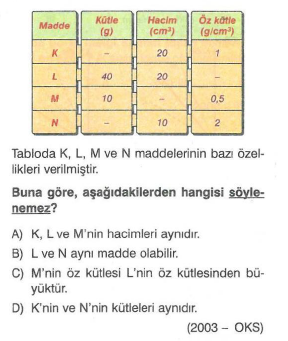 Madde Kütle (g) Hacim (cm³) Öz kütle (g/cm³)
K – 20 1
L 40 20 –
M 10 – 0,5
N – 10 2
Tabloda K, L, M ve N maddelerinin bazı özel-
likleri verilmiştir.
Buna göre, aşağıdakilerden hangisi söyle-
nemez?
A) K, L ve M'nin hacimleri aynıdır.
B) L ve N aynı madde olabilir.
C) M'nin öz kütlesi L'nin öz kütlesinden bü-
yüktür.
D) K'nin ve N'nin kütleleri aynıdır.
(2003 – OKS)